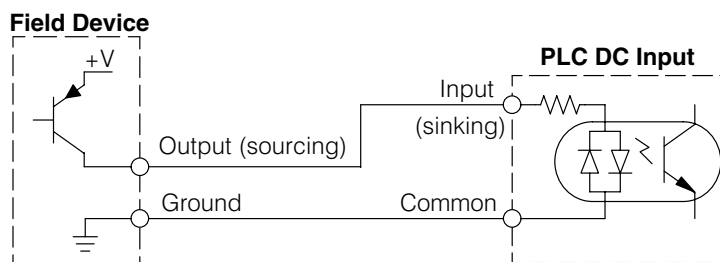 Field Device
+V
PLC DC Input
Input
(sinking)
Output (sourcing)
Ground
Common